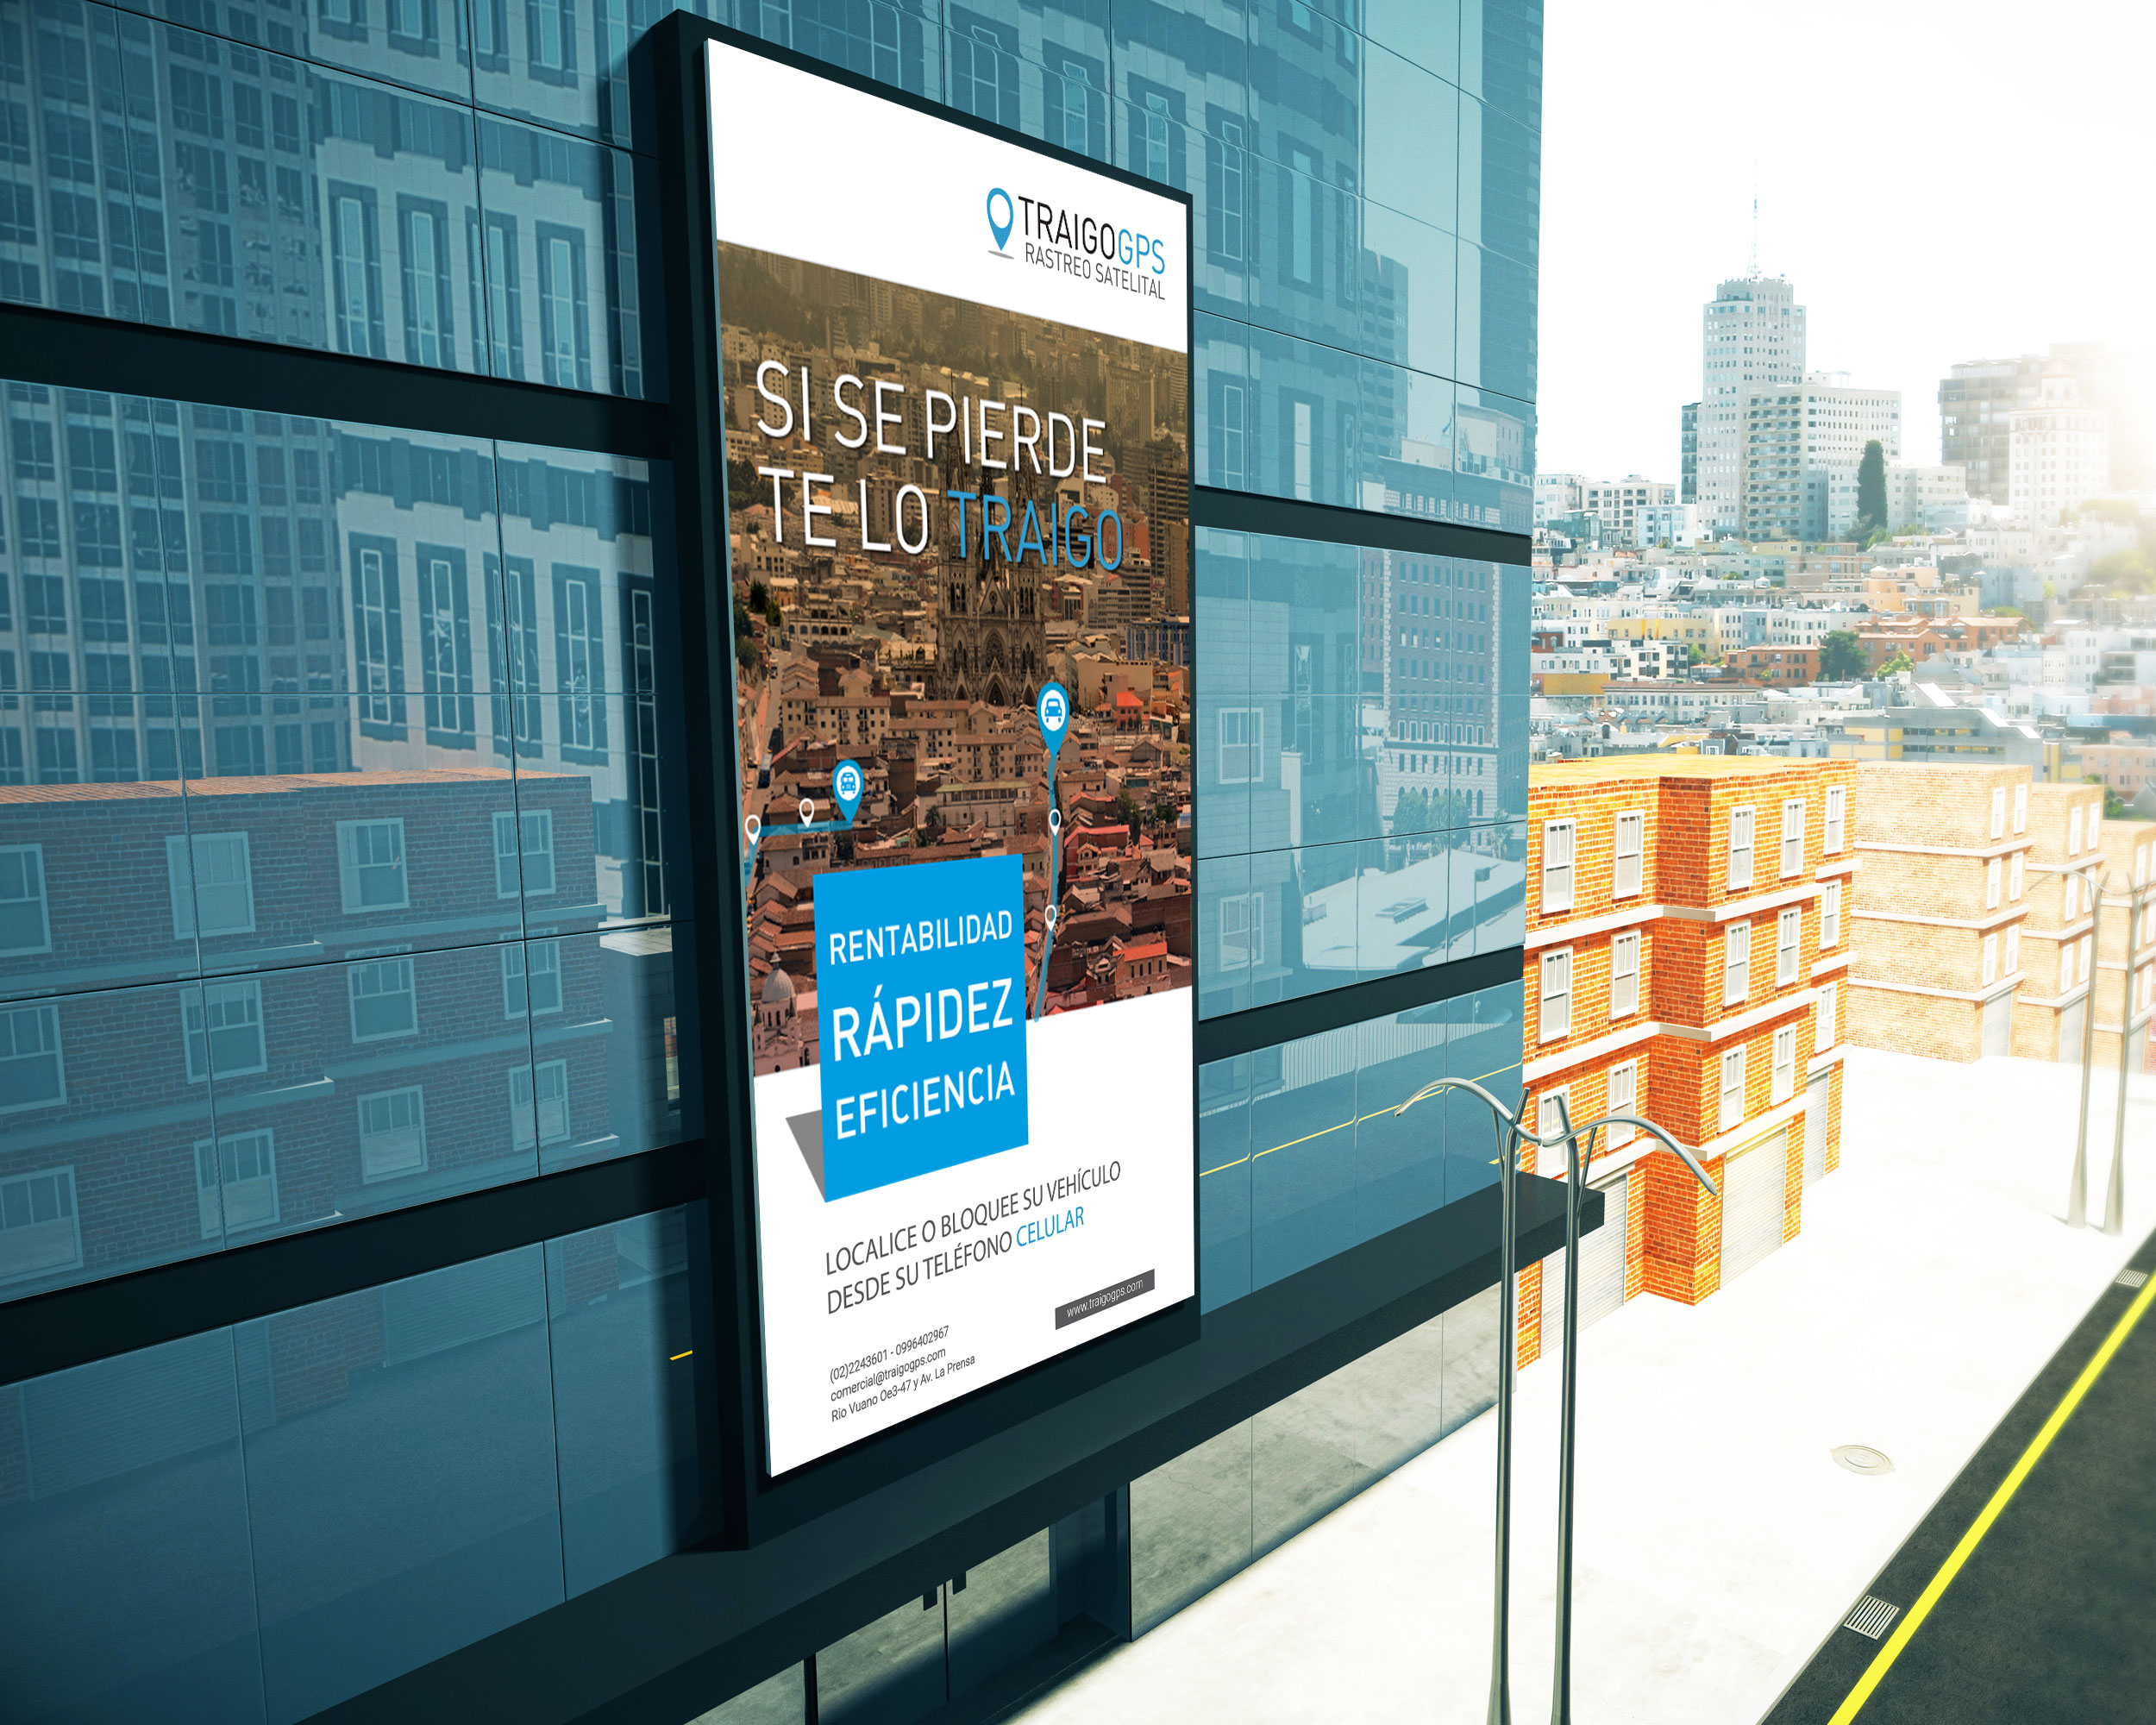 TRAIGOGPS
RASTREO SATELITAL
SI SE PIERDE
TE LO TRAIGO
RENTABILIDAD
RÁPIDEZ
EFICIENCIA
LOCALICE O BLOQUEE SU VEHÍCULO
DESDE SU TELÉFONO CELULAR
www.traigogps.com
(02)2243601 - 0996402967
comercial@traigogps.com
Rio Vuano Oe3-47 y Av. La Prensa